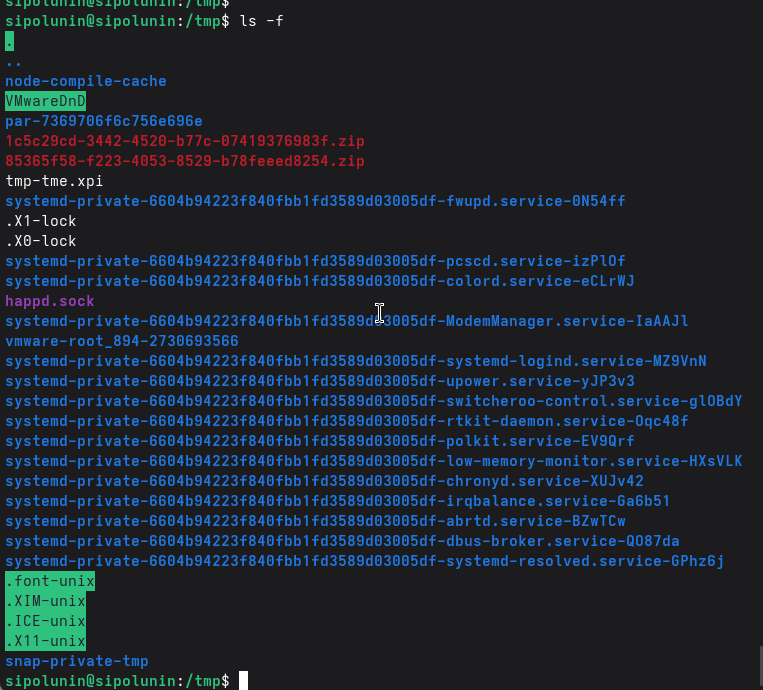 sipolunin@sipolunin:/tmp$
sipolunin@sipolunin:/tmp$ ls -f
.
..
node-compile-cache
VMwareDnD
par-7369706f6c756e696e
1c5c29cd-3442-4520-b77c-07419376983f.zip
85365f58-f223-4053-8529-b78feeed8254.zip
tmp-tme.xpi
systemd-private-6604b94223f840fbb1fd3589d03005df-fwupd.service-0N54ff
.X1-lock
.X0-lock
systemd-private-6604b94223f840fbb1fd3589d03005df-pcscd.service-izPlOf
systemd-private-6604b94223f840fbb1fd3589d03005df-colord.service-eCLrWJ
happd.sock
systemd-private-6604b94223f840fbb1fd3589d03005df-ModemManager.service-IaAAJl
vmware-root_894-2730693566
systemd-private-6604b94223f840fbb1fd3589d03005df-systemd-logind.service-MZ9VnN
systemd-private-6604b94223f840fbb1fd3589d03005df-upower.service-yJP3v3
systemd-private-6604b94223f840fbb1fd3589d03005df-switcheroo-control.service-glOBdY
systemd-private-6604b94223f840fbb1fd3589d03005df-rtkit-daemon.service-Oqc48f
systemd-private-6604b94223f840fbb1fd3589d03005df-polkit.service-EV9Qrf
systemd-private-6604b94223f840fbb1fd3589d03005df-low-memory-monitor.service-HXsVLK
systemd-private-6604b94223f840fbb1fd3589d03005df-chronyd.service-XUJv42
systemd-private-6604b94223f840fbb1fd3589d03005df-irqbalance.service-Ga6b51
systemd-private-6604b94223f840fbb1fd3589d03005df-abrtd.service-BZwTCw
systemd-private-6604b94223f840fbb1fd3589d03005df-dbus-broker.service-QO87da
systemd-private-6604b94223f840fbb1fd3589d03005df-systemd-resolved.service-GPhz6j
.font-unix
.XIM-unix
.ICE-unix
.X11-unix
snap-private-tmp
sipolunin@sipolunin:/tmp$